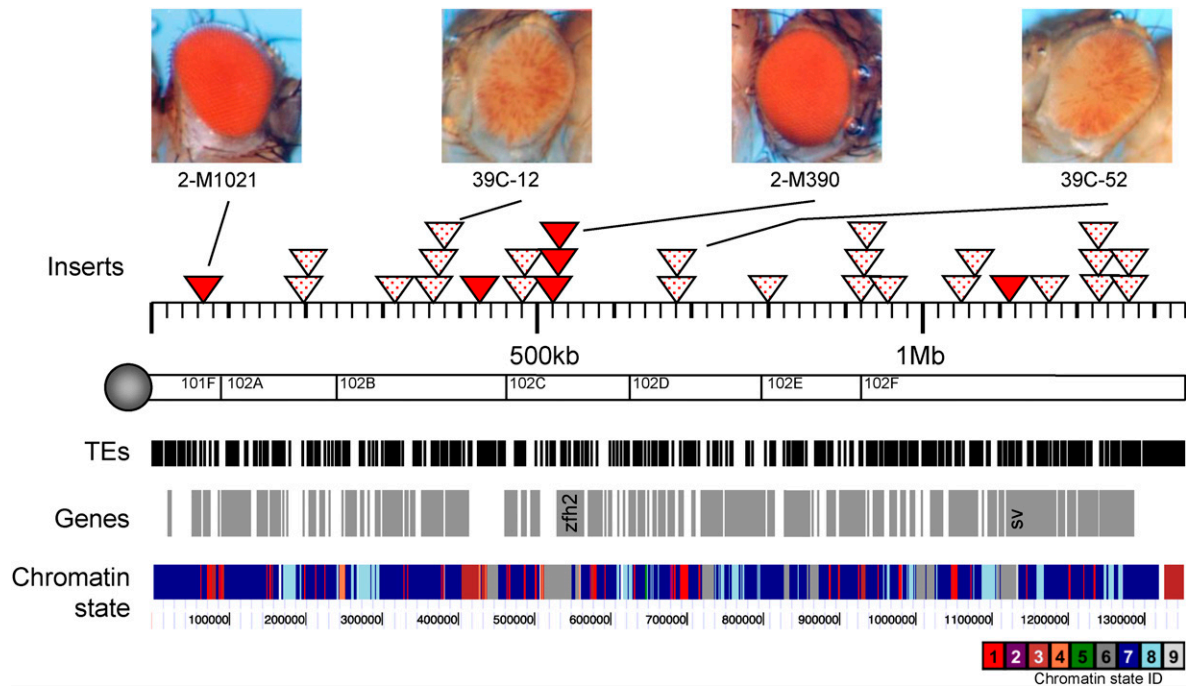 2-M1021 39C-12 2-M390 39C-52
Inserts
500kb 1Mb
101F 102A 102B 102C 102D 102E 102F
TEs
Genes
zfh2
sv
Chromatin
state
100000 200000 300000 400000 500000 600000 700000 800000 900000 1000000 1100000 1200000 1300000
1 2 3 4 5 6 7 8 9
Chromatin state ID